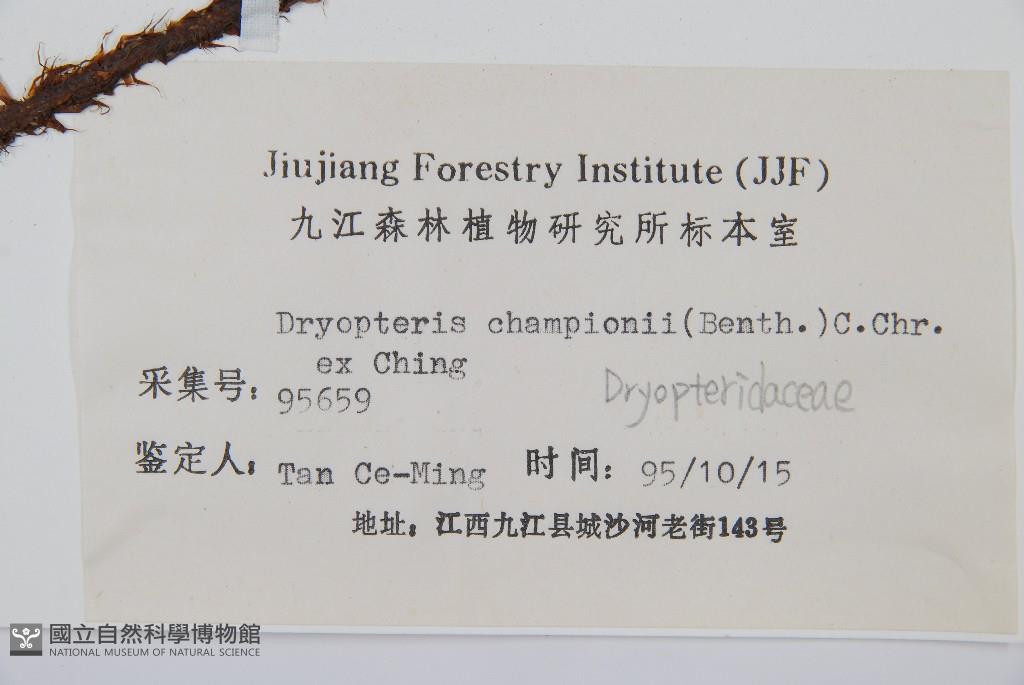 Jiujiang Forestry Institute (JJF)
九江森林植物研究所标本室
Dryopteris championii(Benth.)C.Chr.
ex Ching
采集号: 95659
Dryopteridaceae
鉴定人: Tan Ce-Ming 时间: 95/10/15
地址: 江西九江县城沙河老街143号
國立自然科學博物館
NATIONAL MUSEUM OF NATURAL SCIENCE